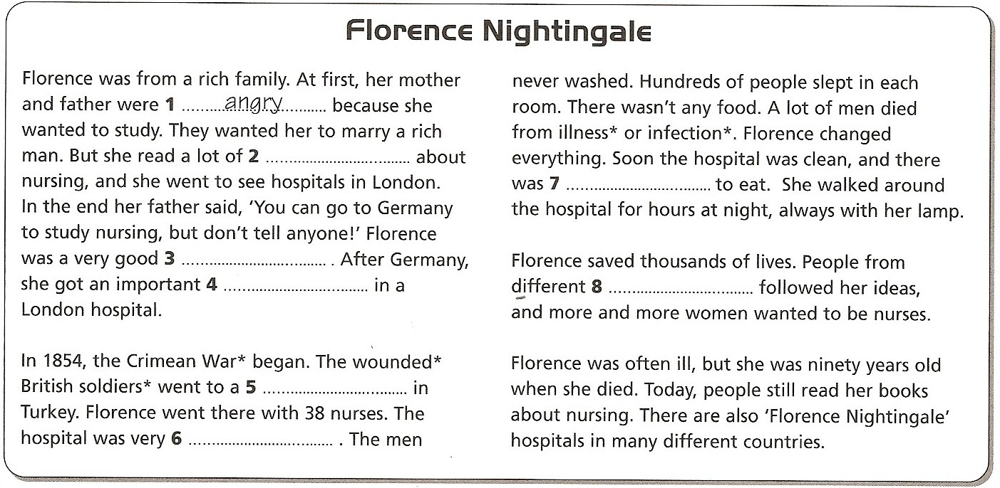 Florence Nightingale
Florence was from a rich family. At first, her mother
and father were 1 .......angry.......... because she
wanted to study. They wanted her to marry a rich
man. But she read a lot of 2 .................................. about
nursing, and she went to see hospitals in London.
In the end her father said, ‘You can go to Germany
to study nursing, but don’t tell anyone!’ Florence
was a very good 3 .................................. . After Germany,
she got an important 4 .................................. in a
London hospital.
In 1854, the Crimean War* began. The wounded*
British soldiers* went to a 5 .................................. in
Turkey. Florence went there with 38 nurses. The
hospital was very 6 .................................. . The men
never washed. Hundreds of people slept in each
room. There wasn’t any food. A lot of men died
from illness* or infection*. Florence changed
everything. Soon the hospital was clean, and there
was 7 .................................. to eat. She walked around
the hospital for hours at night, always with her lamp.
Florence saved thousands of lives. People from
different 8 .................................. followed her ideas,
and more and more women wanted to be nurses.
Florence was often ill, but she was ninety years old
when she died. Today, people still read her books
about nursing. There are also ‘Florence Nightingale’
hospitals in many different countries.